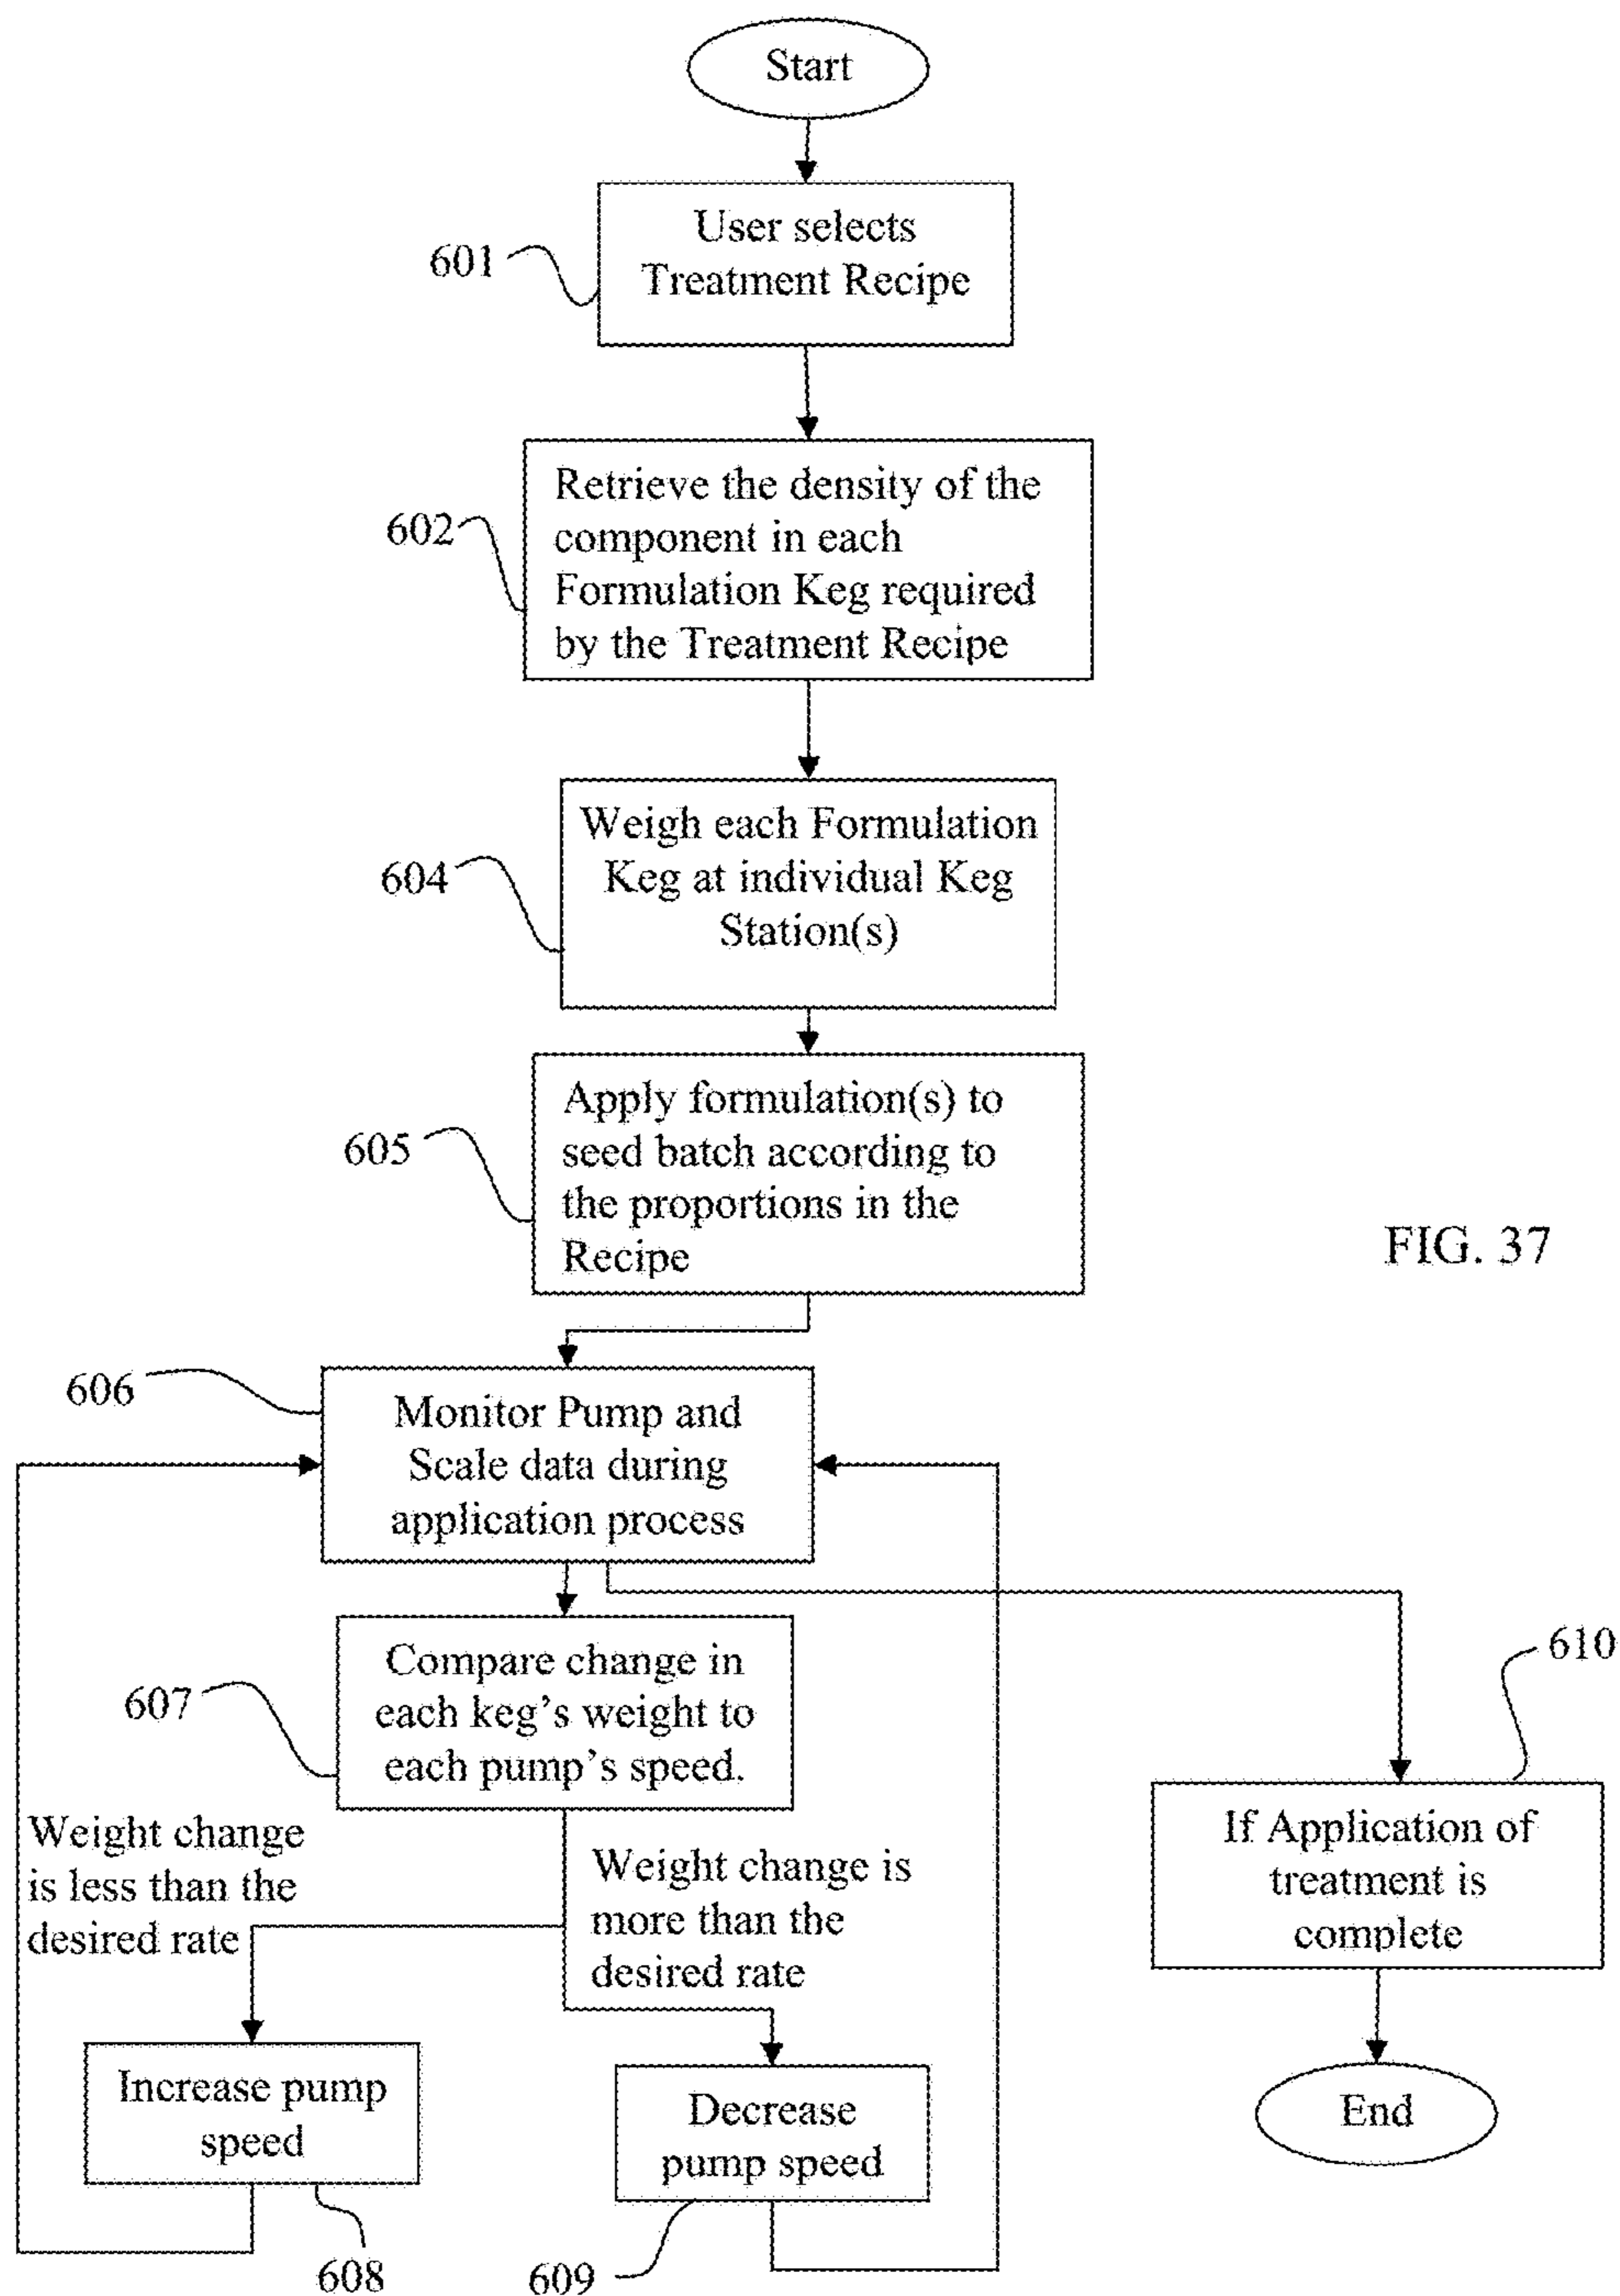 Start
User selects
Treatment Recipe
601
Retrieve the density of the
component in each
Formulation Keg required
by the Treatment Recipe
602
Weigh each Formulation
Keg at individual Keg
Station(s)
604
Apply formulation(s) to
seed batch according to
the proportions in the
Recipe
605
FIG. 37
606
Monitor Pump and
Scale data during
application process
Compare change in
each keg's weight to
each pump's speed.
607
610
If Application of
treatment is
complete
Weight change
is less than the
desired rate
Weight change is
more than the
desired rate
Increase pump
speed
608
Decrease
pump speed
609
End